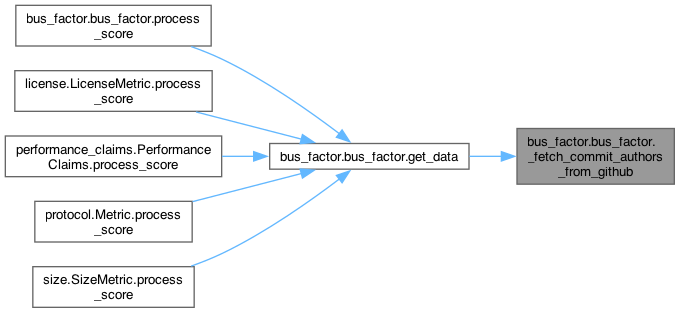 bus_factor.bus_factor.process
_score
license.LicenseMetric.process
_score
performance_claims.Performance
Claims.process_score
protocol.Metric.process
_score
size.SizeMetric.process
_score
bus_factor.bus_factor.get_data
bus_factor.bus_factor.
_fetch_commit_authors
_from_github